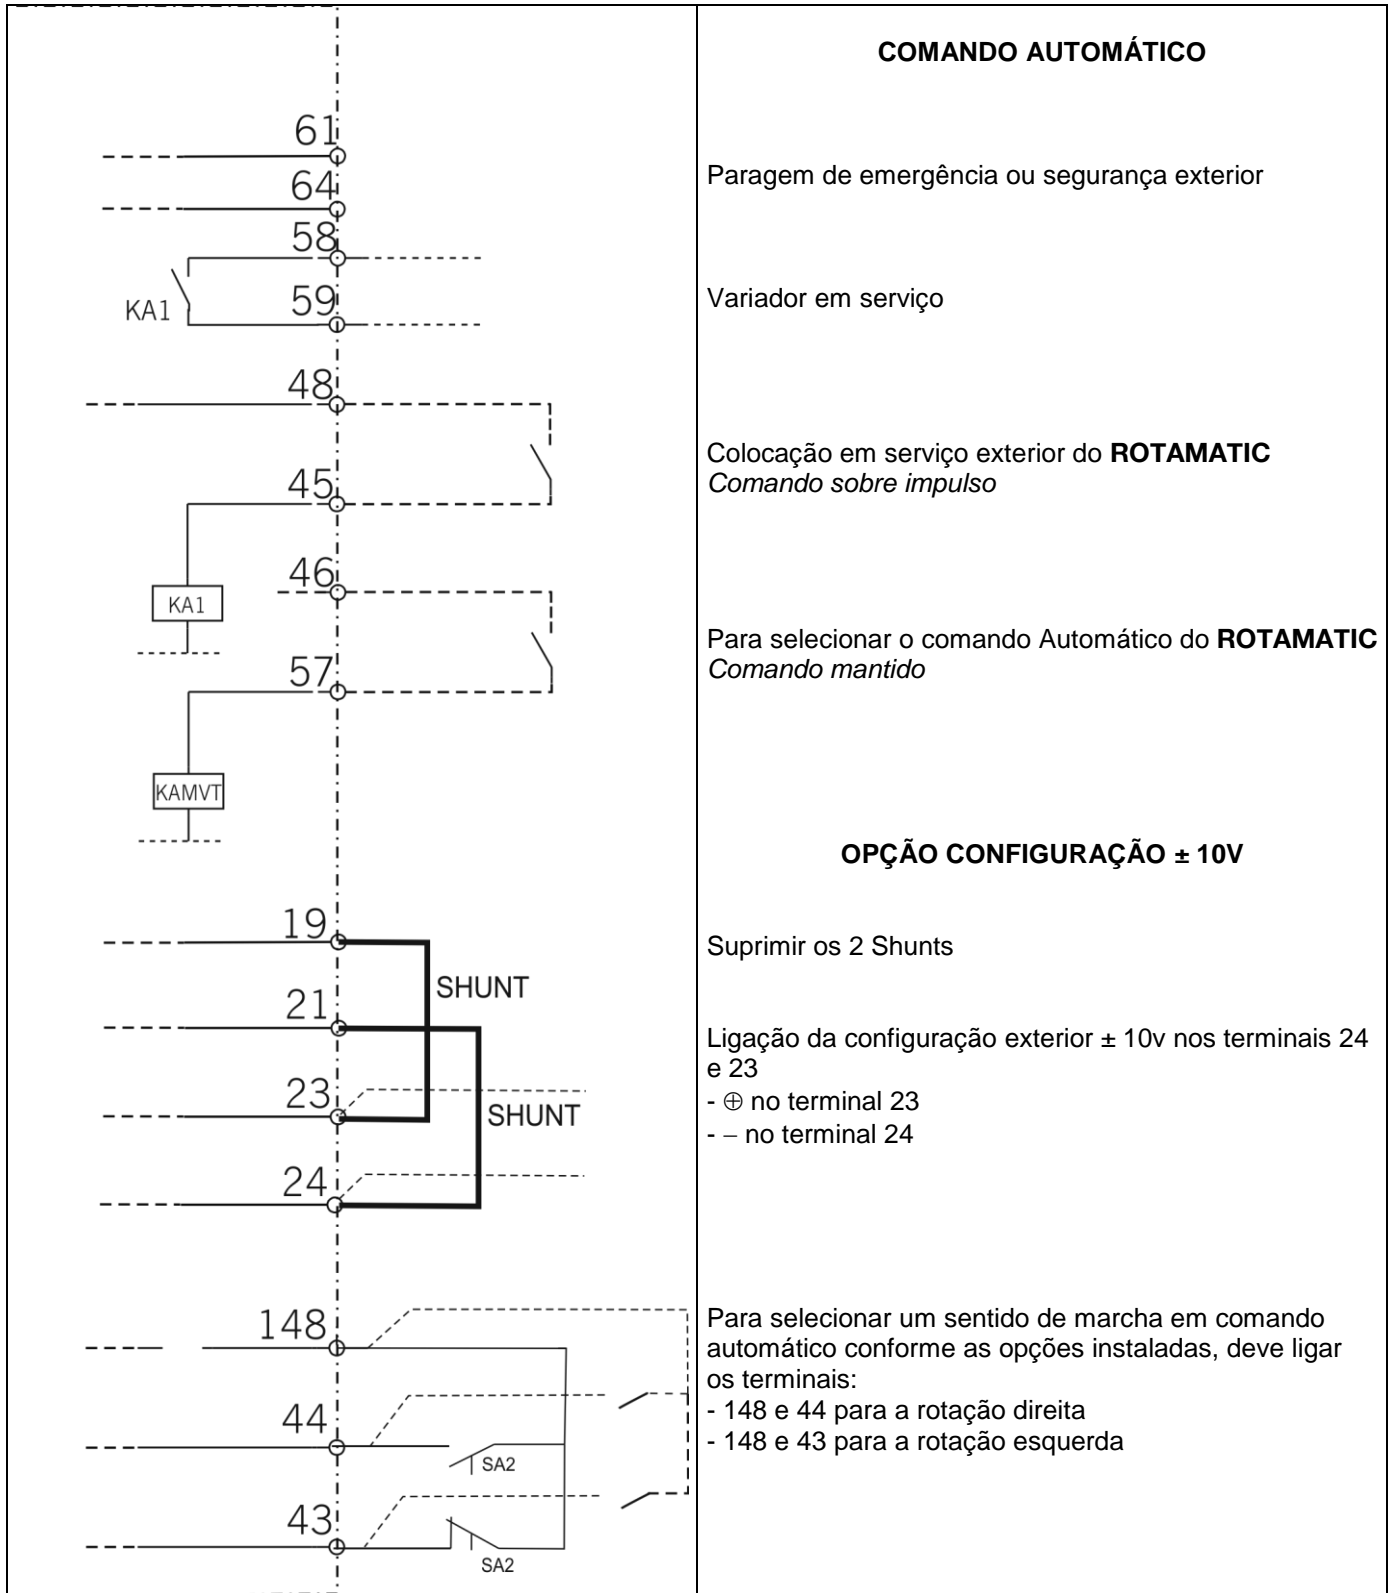 COMANDO AUTOMÁTICO
61
64
Paragem de emergência ou segurança exterior
58
KA1
59
Variador em serviço
48
45
Colocação em serviço exterior do ROTAMATIC
Comando sobre impulso
46
KA1
57
Para selecionar o comando Automático do ROTAMATIC
Comando mantido
KAMVT
OPÇÃO CONFIGURAÇÃO ± 10V
19
Suprimir os 2 Shunts
SHUNT
21
Ligação da configuração exterior ± 10v nos terminais 24
e 23
23
- ⊕ no terminal 23
SHUNT
- – no terminal 24
24
148
Para selecionar um sentido de marcha em comando
automático conforme as opções instaladas, deve ligar
os terminais:
- 148 e 44 para a rotação direita
44
- 148 e 43 para a rotação esquerda
SA2
43
SA2